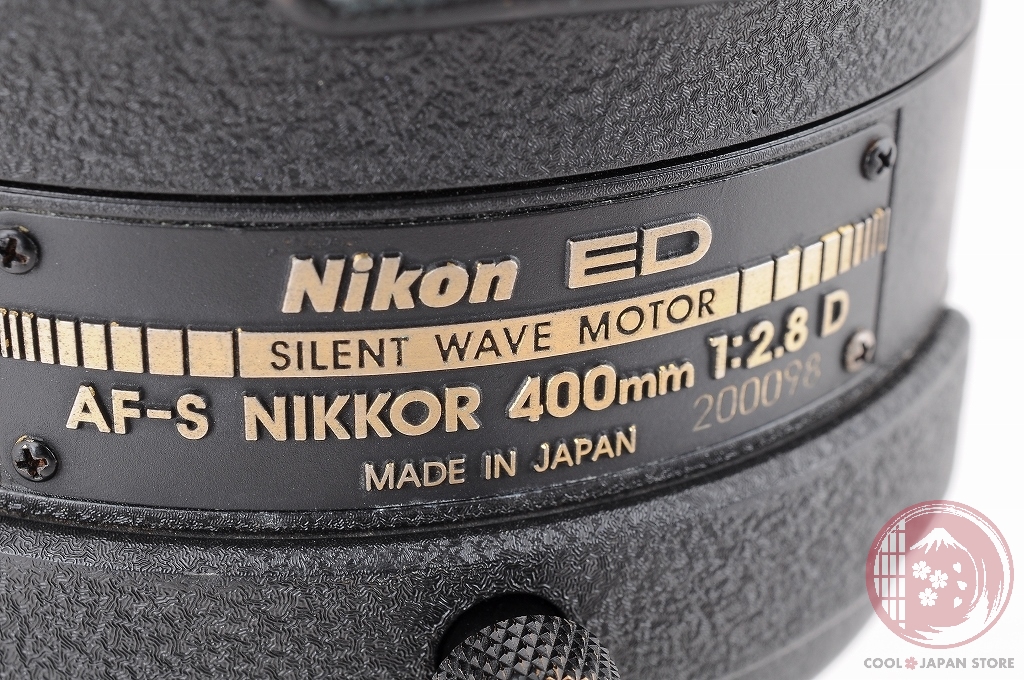 Nikon ED
SILENT WAVE MOTOR
AF-S NIKKOR 400mm 1:2.8 D
200098
MADE IN JAPAN
COOL JAPAN STORE